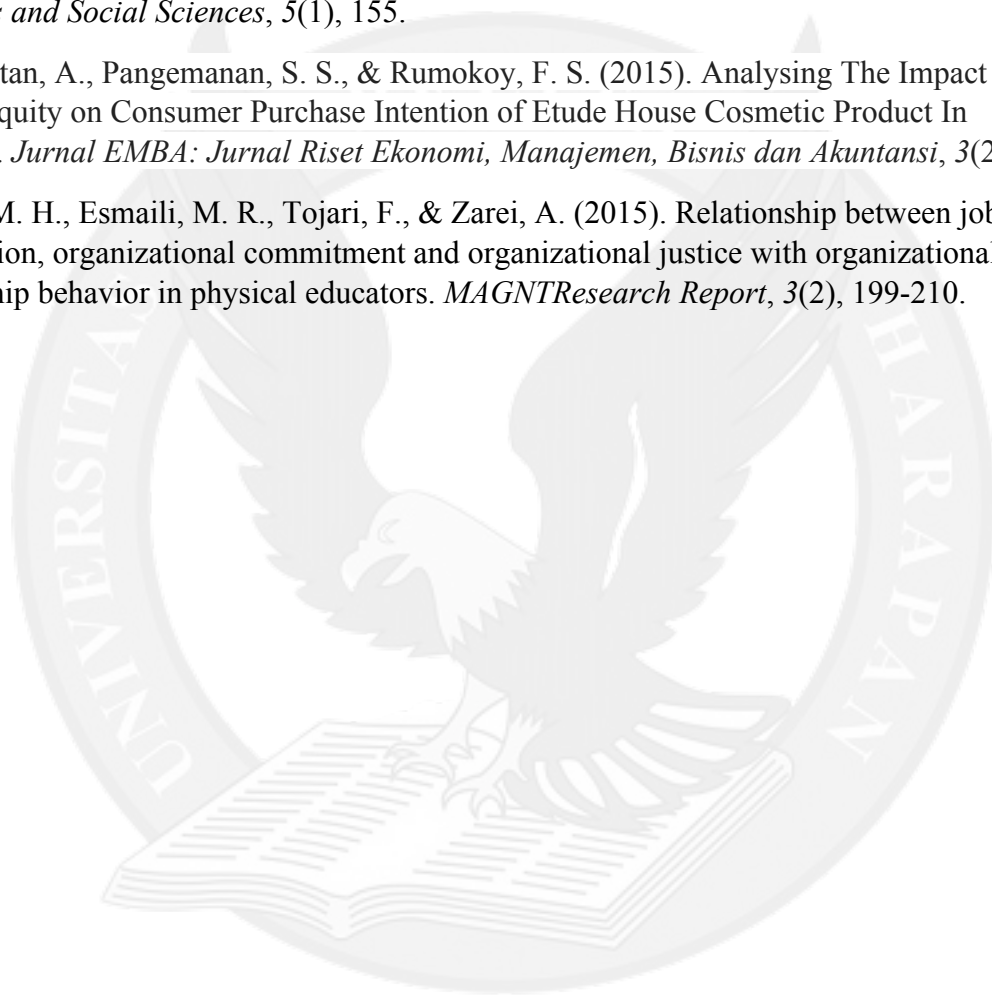 s and Social Sciences, 5(1), 155.
tan, A., Pangemanan, S. S., & Rumokoy, F. S. (2015). Analysing The Impact
quity on Consumer Purchase Intention of Etude House Cosmetic Product In
. Jurnal EMBA: Jurnal Riset Ekonomi, Manajemen, Bisnis dan Akuntansi, 3(2
M. H., Esmaili, M. R., Tojari, F., & Zarei, A. (2015). Relationship between job
ion, organizational commitment and organizational justice with organizational
hip behavior in physical educators. MAGNTResearch Report, 3(2), 199-210.
UNIVERSITAS
HARAPAN